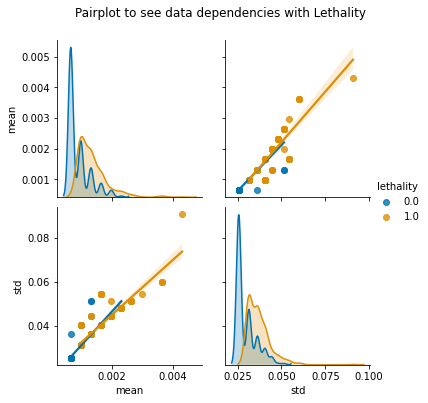 Pairplot to see data dependencies with Lethality
0.005
0.004
0.003
0.002
0.001
mean
lethality
0.0
1.0
0.08
0.06
0.04
std
0.002
0.004
mean
0.025
0.050
0.075
0.100
std